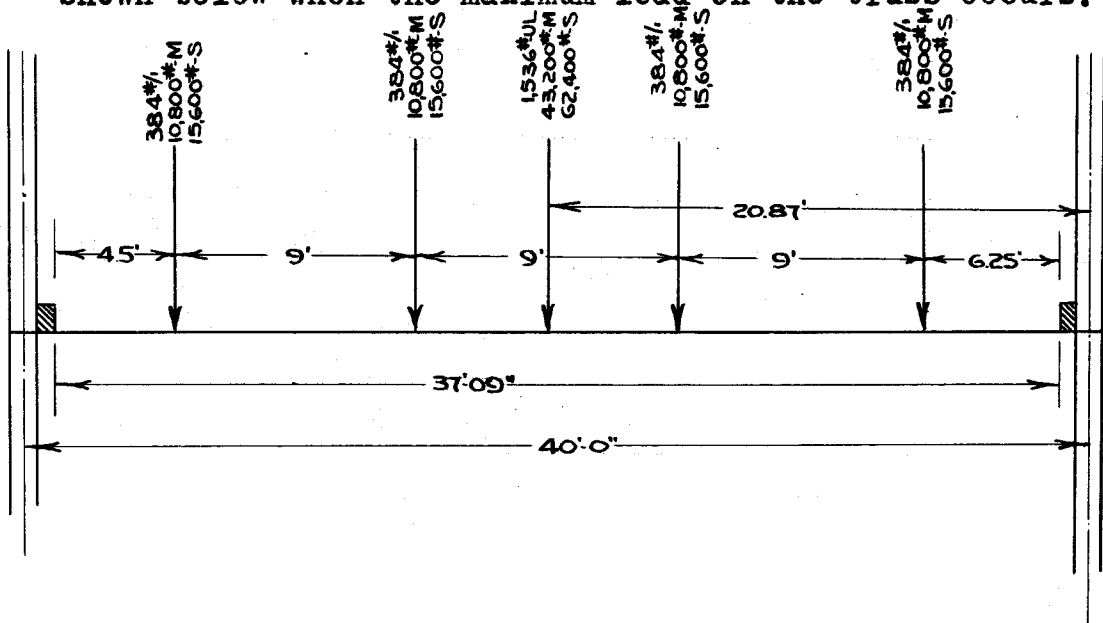 shown below when the maximum load on the truss occurs.
384#/,
10,800#-M
15,600#-S
384#/,
10,800#-M
15,600#-S
1,536#UL
43,200#-M
62,400#-S
384#/,
10,800#-M
15,600#-S
384#/,
10,800#M
15,600#-S
20.87'
4.5'
9'
9'
9'
6.25'
37'-09"
40'-0"